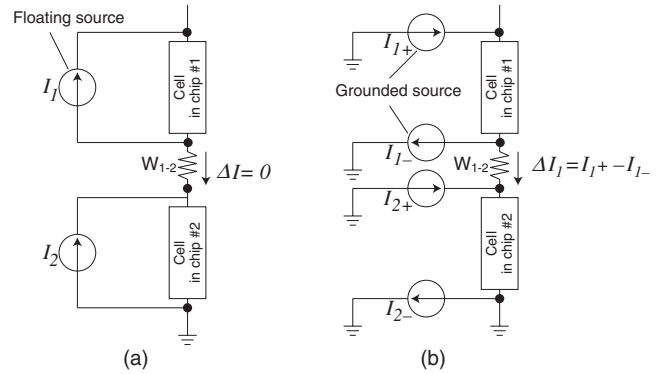 Floating source
I1
Cell
in chip #1
W1-2
ΔI= 0
I2
Cell
in chip #2
(a)
I1+
Grounded source
Cell
in chip #1
I1-
W1-2
ΔI1=I1+ -I1-
I2+
Cell
in chip #2
I2-
(b)